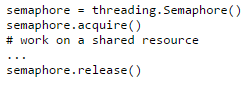 semaphore = threading.Semaphore()
semaphore.acquire()
# work on a shared resource
...
semaphore.release()